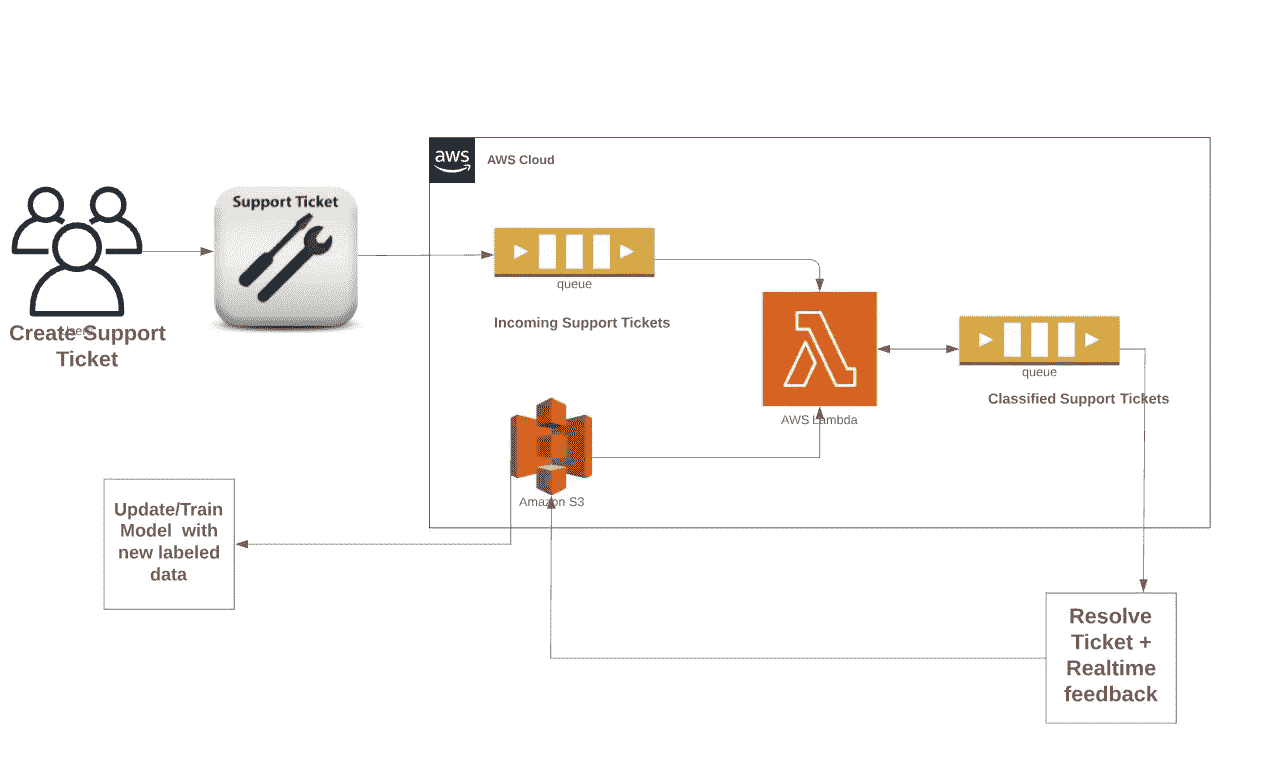 aws
AWS Cloud
Support Ticket
queue
Incoming Support Tickets
Users
Create Support
Ticket
queue
Classified Support Tickets
AWS Lambda
Amazon S3
Update/Train
Model with
new labeled
data
Resolve
Ticket +
Realtime
feedback